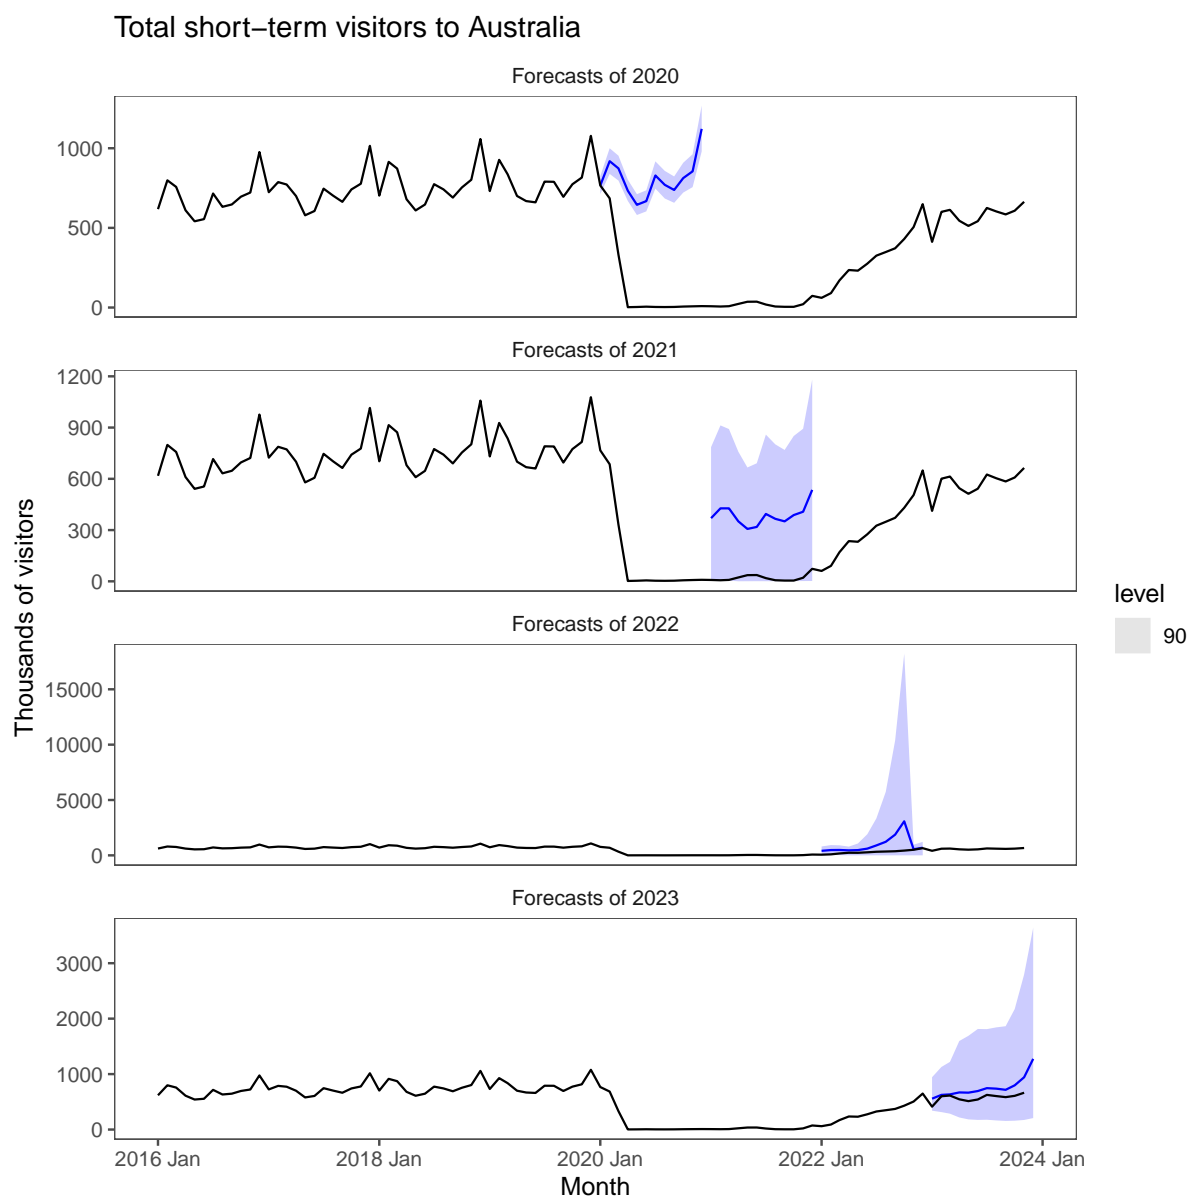 Total short−term visitors to Australia
Forecasts of 2020
1000
500
0
Forecasts of 2021
1200
900
600
300
0
Forecasts of 2022
15000
10000
5000
0
Forecasts of 2023
3000
2000
1000
0
2016 Jan 2018 Jan 2020 Jan 2022 Jan 2024 Jan
Month
Thousands of visitors
level
90